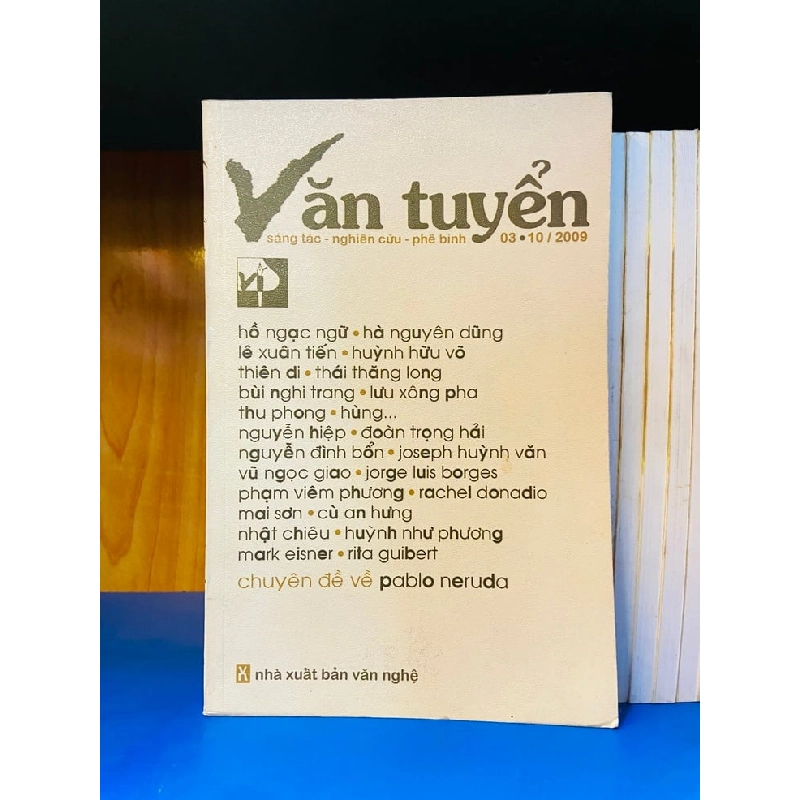 Văn tuyển
sáng tác - nghiên cứu - phê bình 03 • 10 / 2009
hồ ngạc ngữ • hà nguyên dũng
lê xuân tiến • huỳnh hữu võ
thiên di • thái thăng long
bùi nghi trang • lưu xông pha
thu phong • hùng...
nguyễn hiệp • đoàn trọng hải
nguyễn đình bổn • joseph huỳnh văn
vũ ngọc giao • jorge luis borges
phạm viêm phương • rachel donadio
mai sơn • cù an hưng
nhật chiêu • huỳnh như phương
mark eisner • rita guibert
chuyên đề về pablo neruda
nhà xuất bản văn nghệ